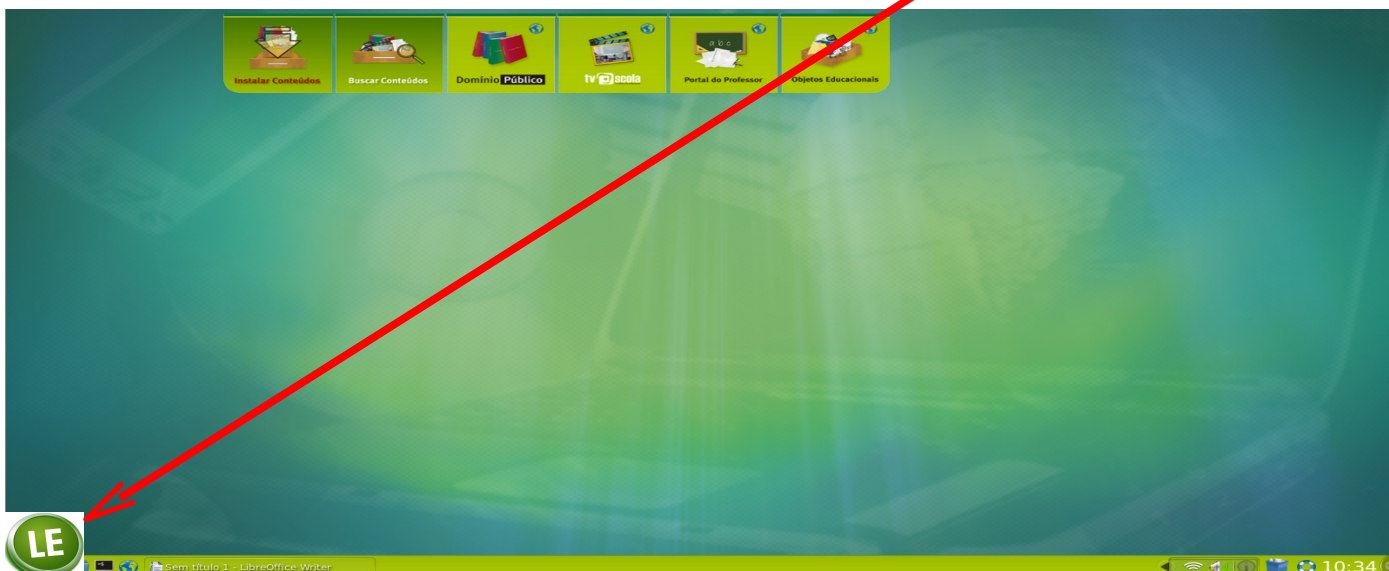 Instalar Conteúdos
Buscar Conteúdos
Domínio Público
tv escola
Portal do Professor
Objetos Educacionais
LE
Sem título 1 - LibreOffice Writer
10:34